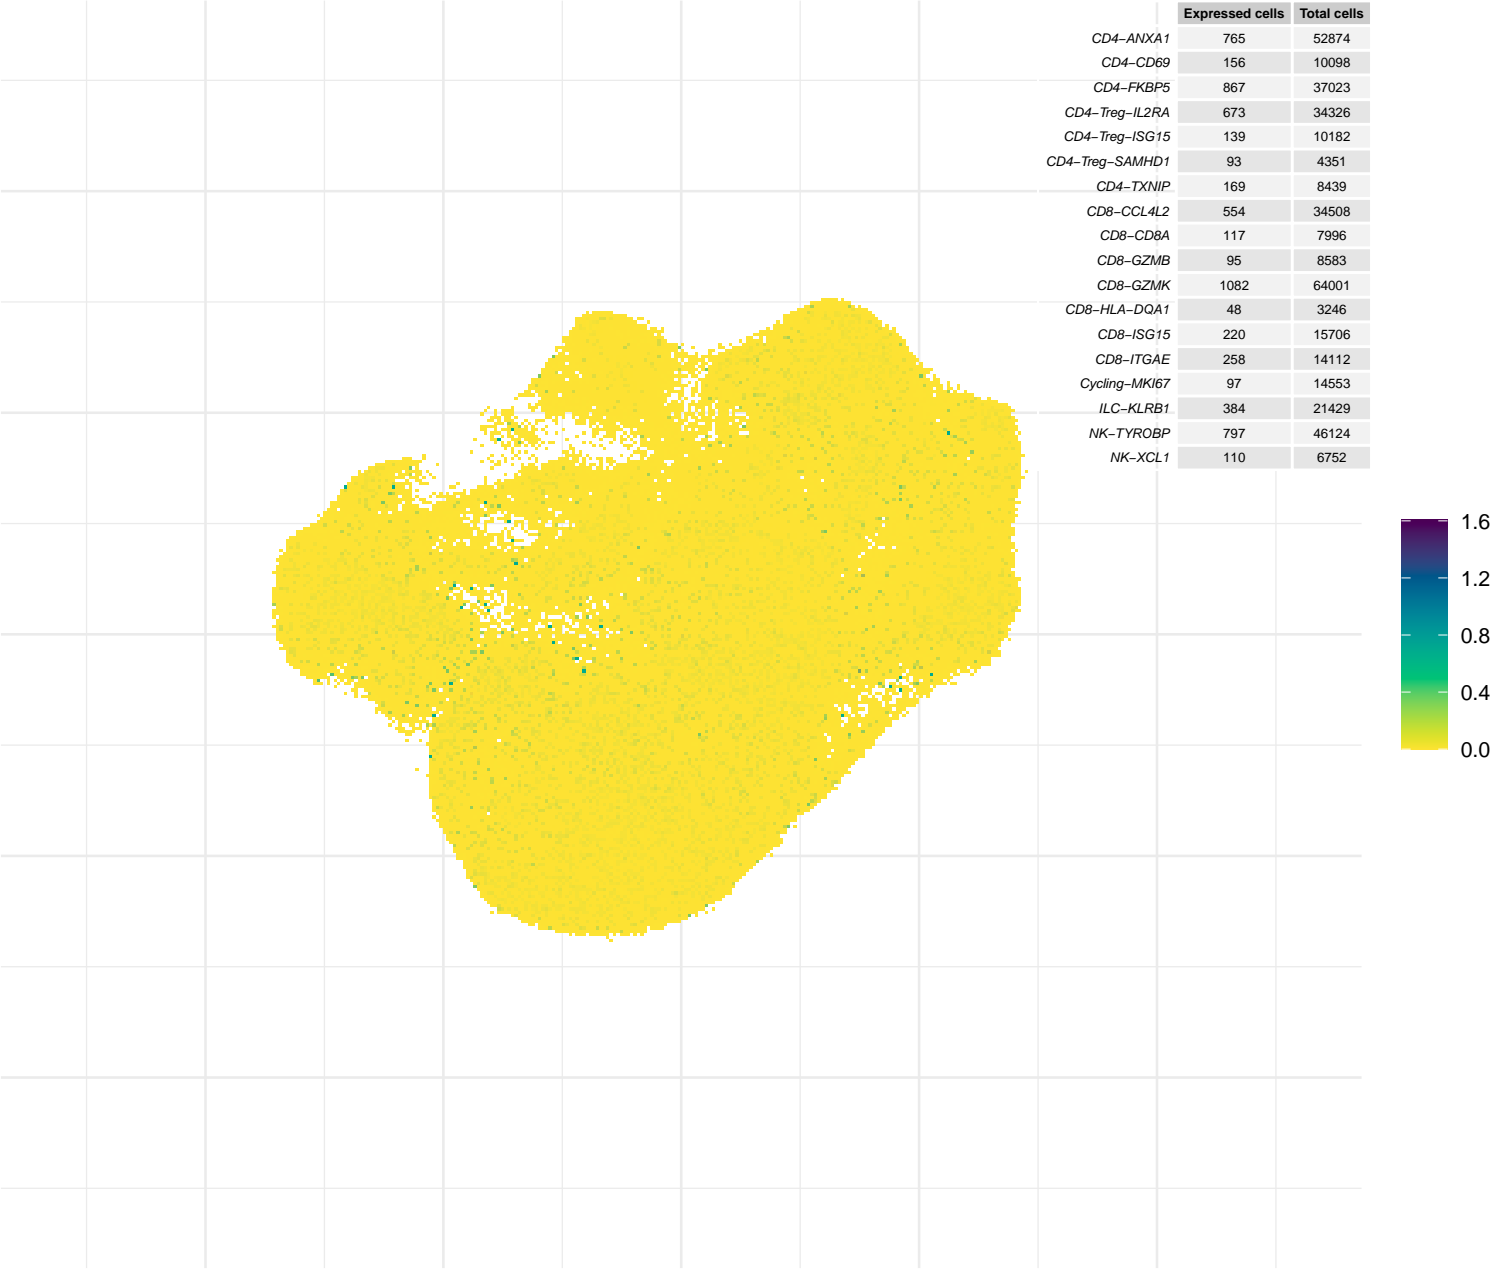 Expressed cells Total cells
CD4−ANXA1 765 52874
CD4−CD69 156 10098
CD4−FKBP5 867 37023
CD4−Treg−IL2RA 673 34326
CD4−Treg−ISG15 139 10182
CD4−Treg−SAMHD1 93 4351
CD4−TXNIP 169 8439
CD8−CCL4L2 554 34508
CD8−CD8A 117 7996
CD8−GZMB 95 8583
CD8−GZMK 1082 64001
CD8−HLA−DQA1 48 3246
CD8−ISG15 220 15706
CD8−ITGAE 258 14112
Cycling−MKI67 97 14553
ILC−KLRB1 384 21429
NK−TYROBP 797 46124
NK−XCL1 110 6752
1.6
1.2
0.8
0.4
0.0